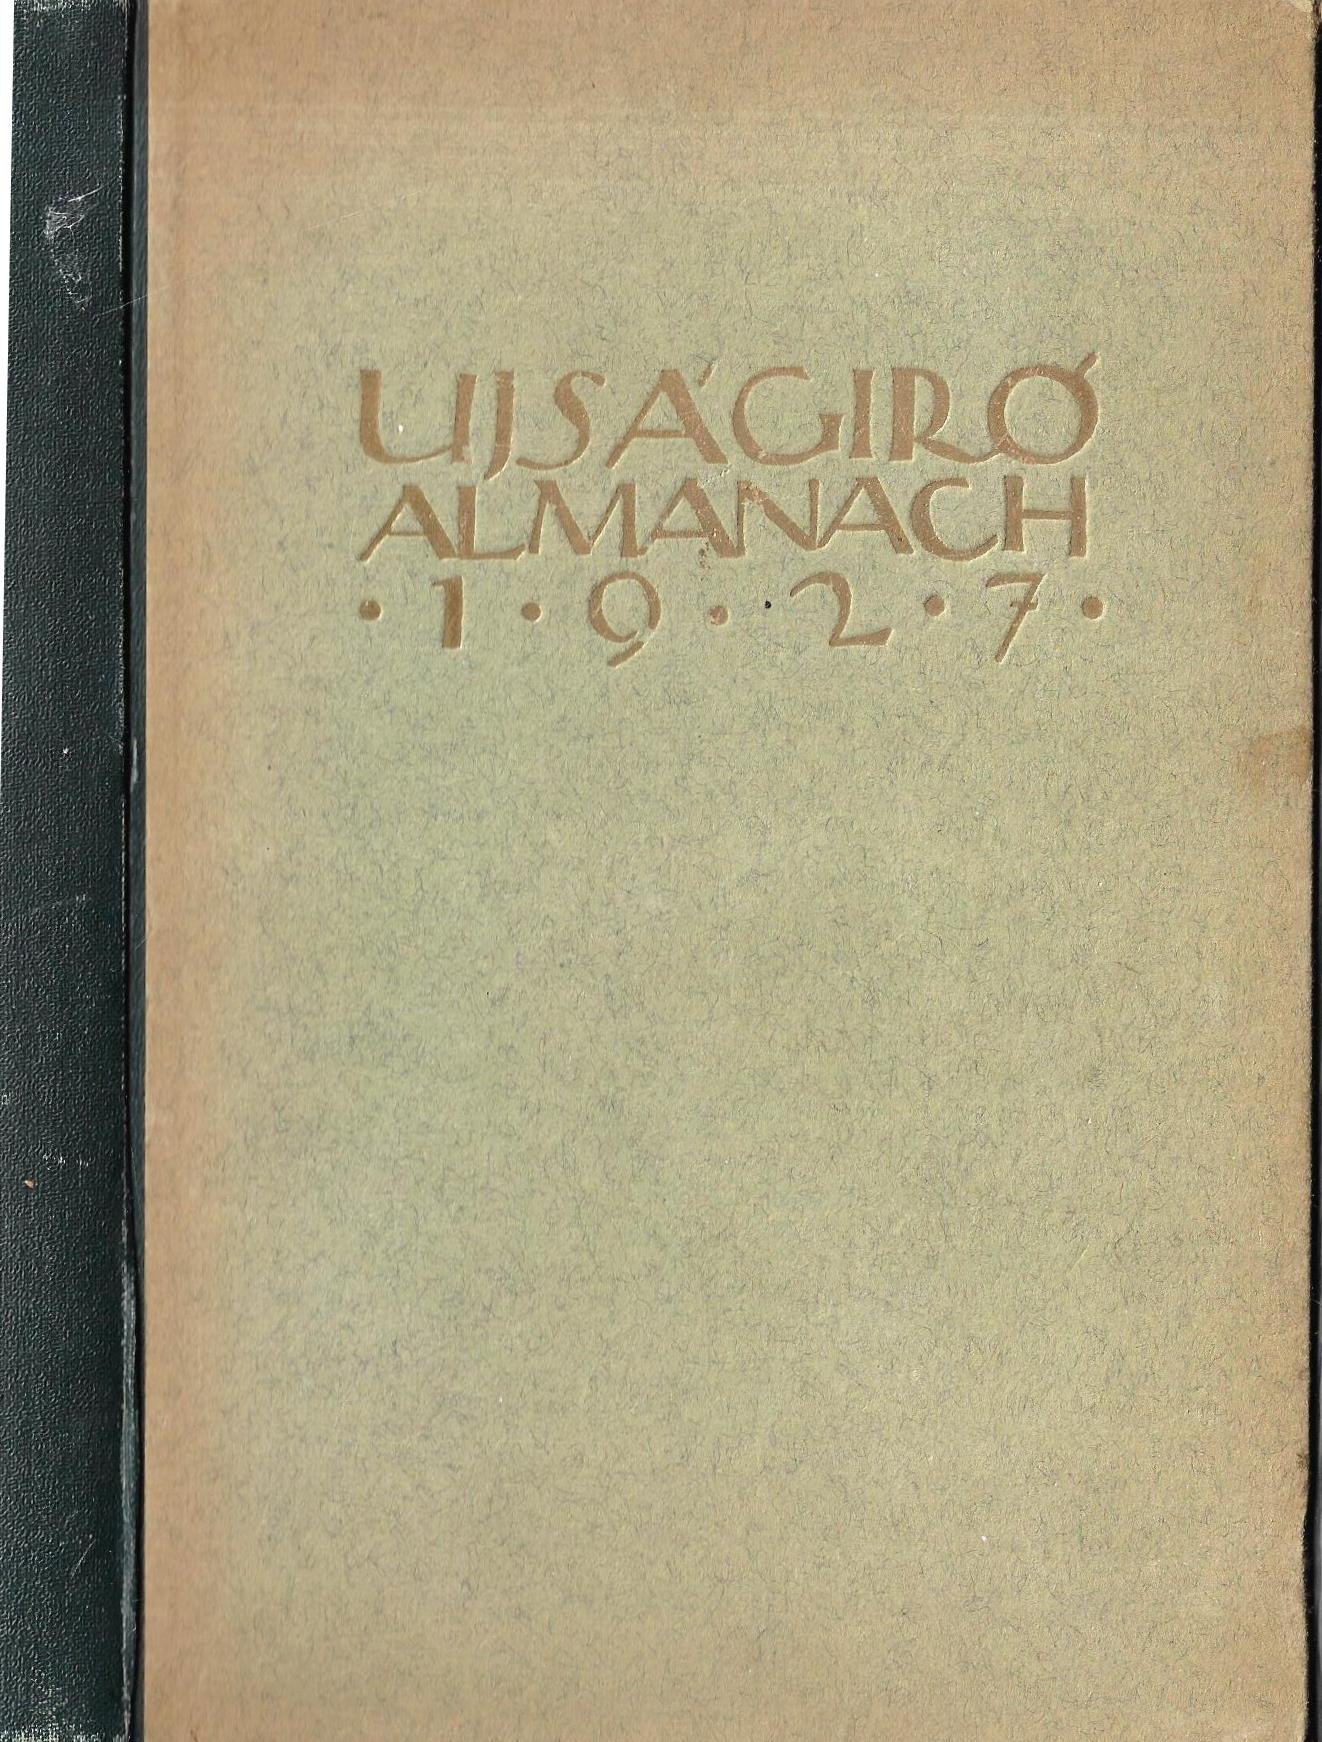 UJSÁGIRÓ
ALMANACH
· 1 · 9 · 2 · 7 ·